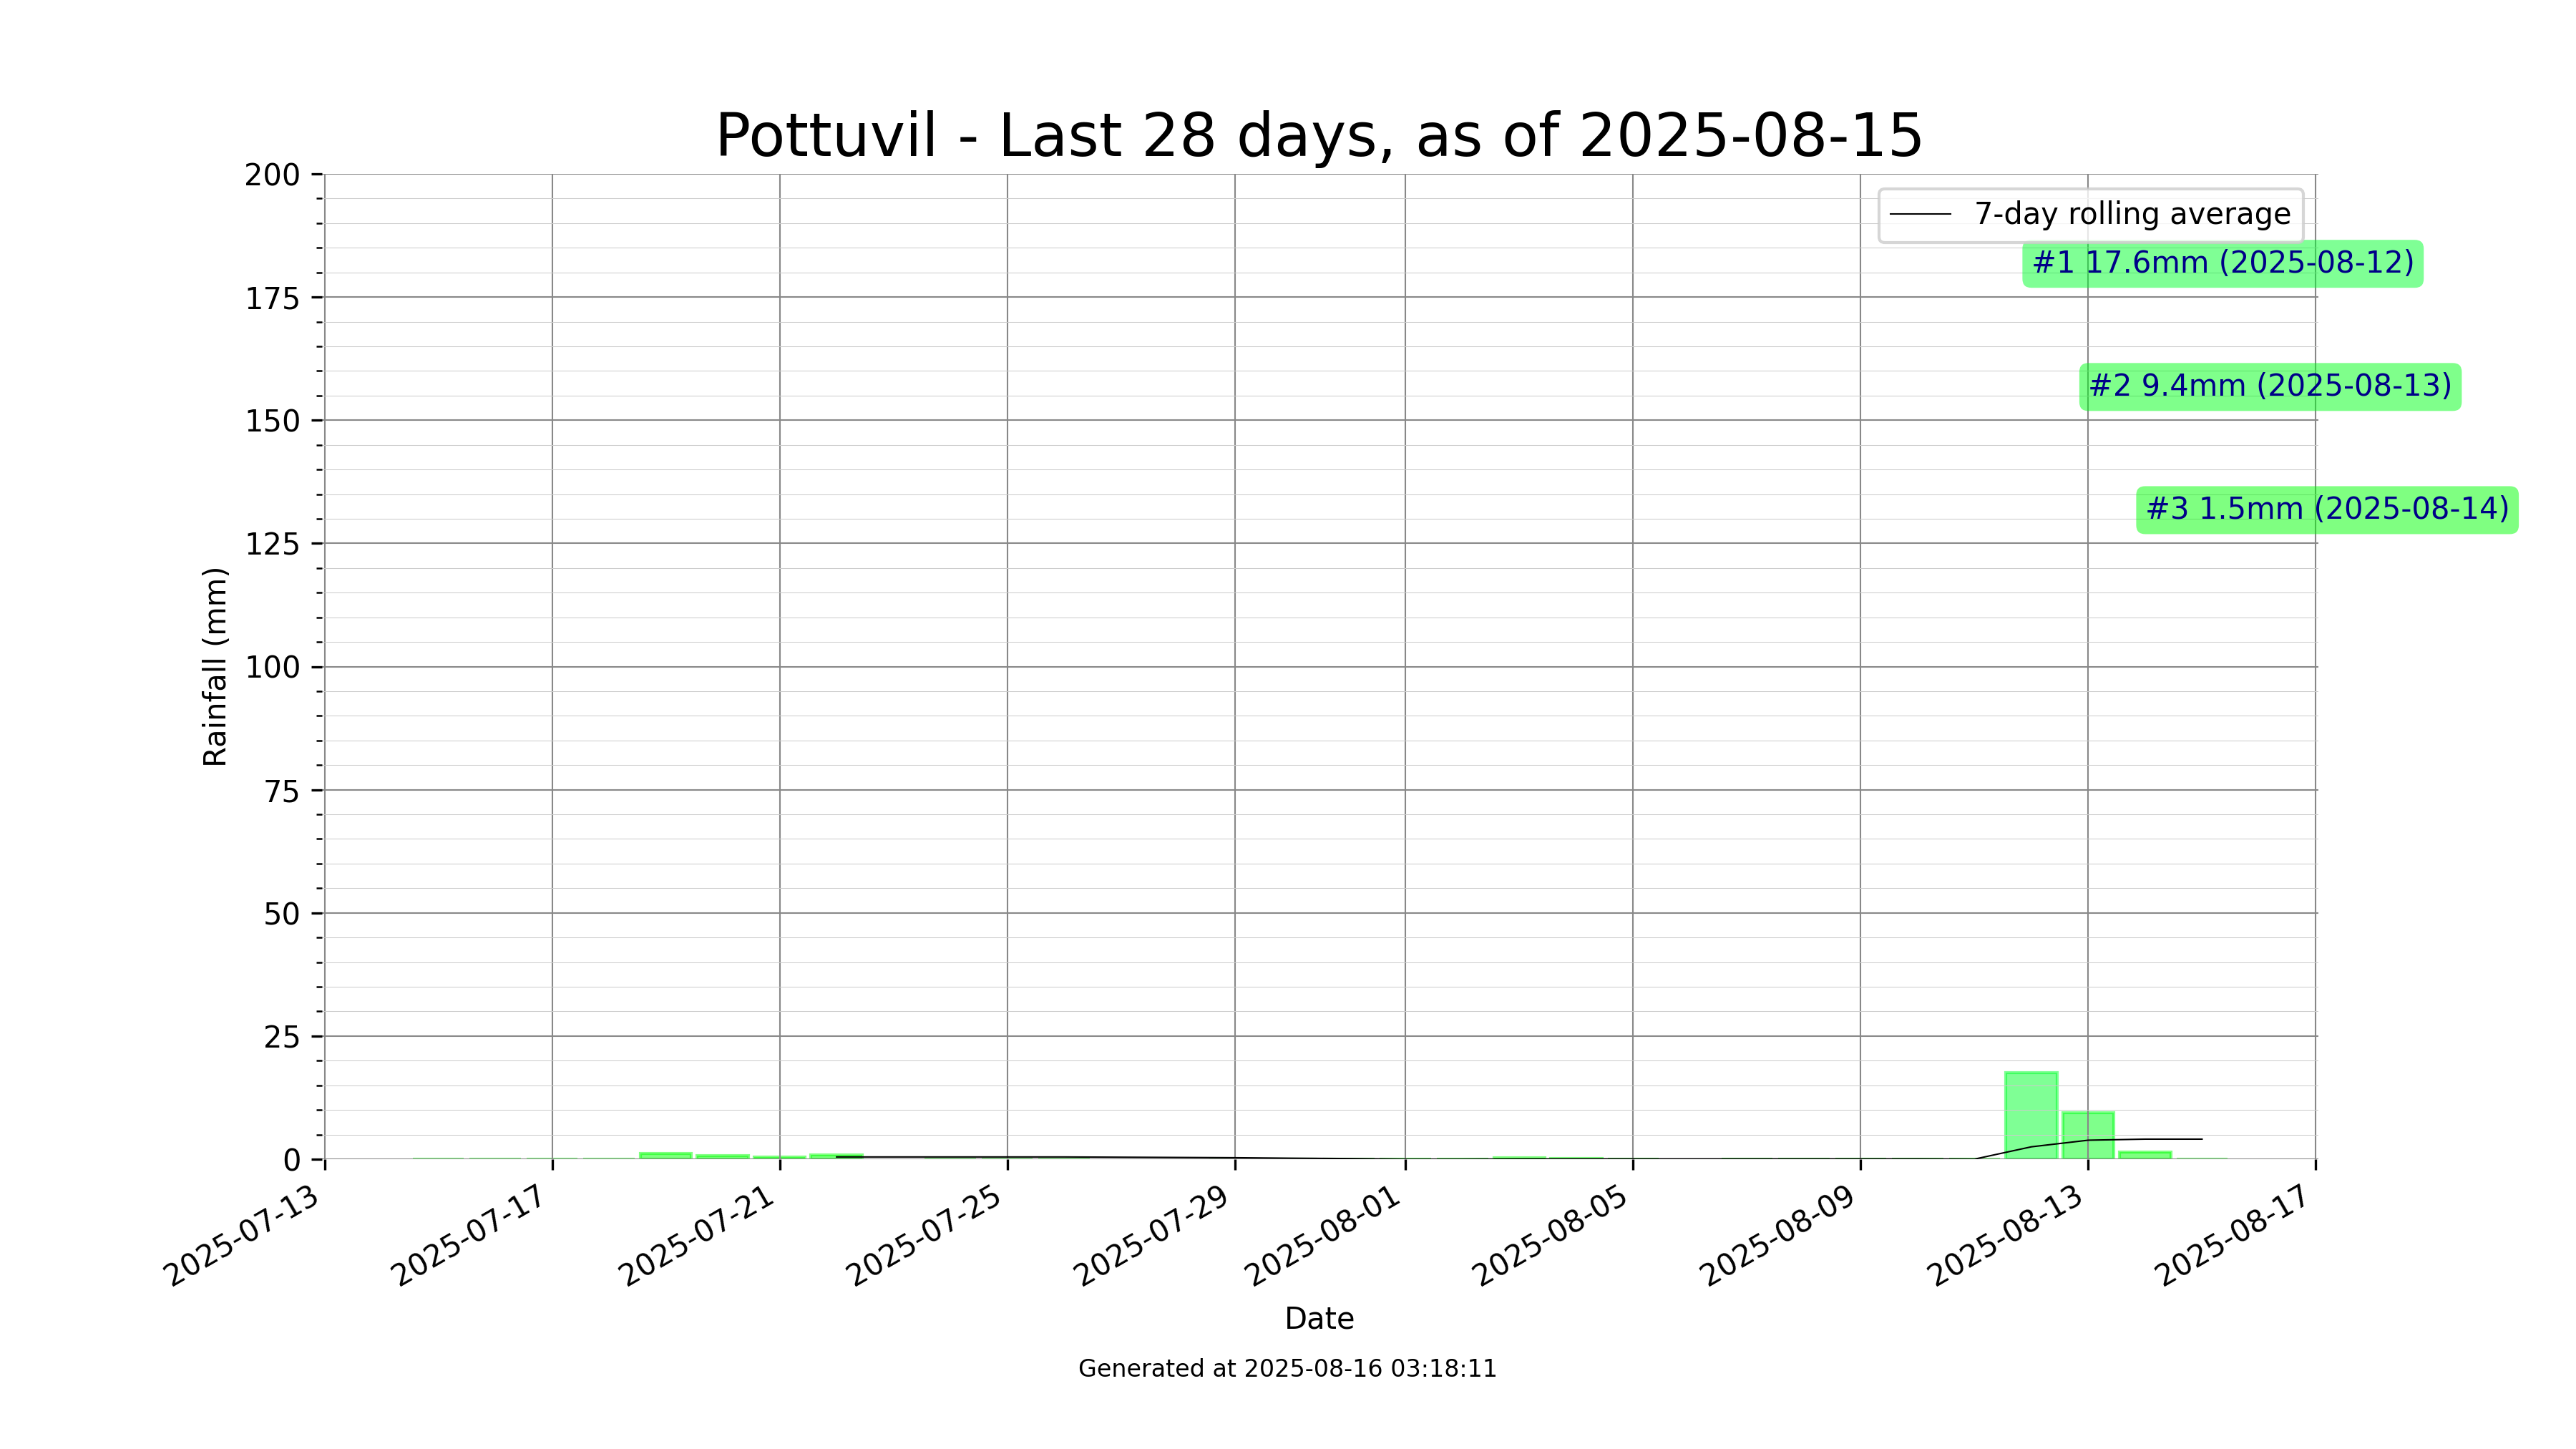 Pottuvil - Last 28 days, as of 2025-08-15
200
175
150
125
100
75
50
25
0
Rainfall (mm)
7-day rolling average
#1 17.6mm (2025-08-12)
#2 9.4mm (2025-08-13)
#3 1.5mm (2025-08-14)
2025-07-13
2025-07-17
2025-07-21
2025-07-25
2025-07-29
2025-08-01
2025-08-05
2025-08-09
2025-08-13
2025-08-17
Date
Generated at 2025-08-16 03:18:11